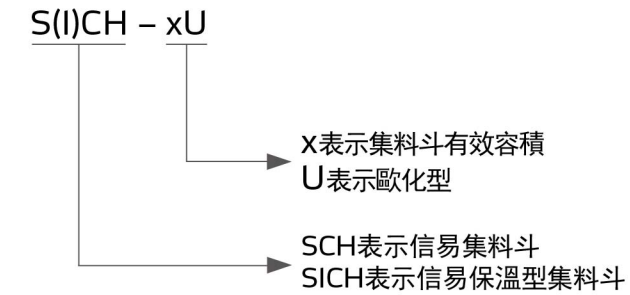 S(I)CH – xU
x表示集料斗有效容積
U表示歐化型
SCH表示信易集料斗
SICH表示信易保溫型集料斗